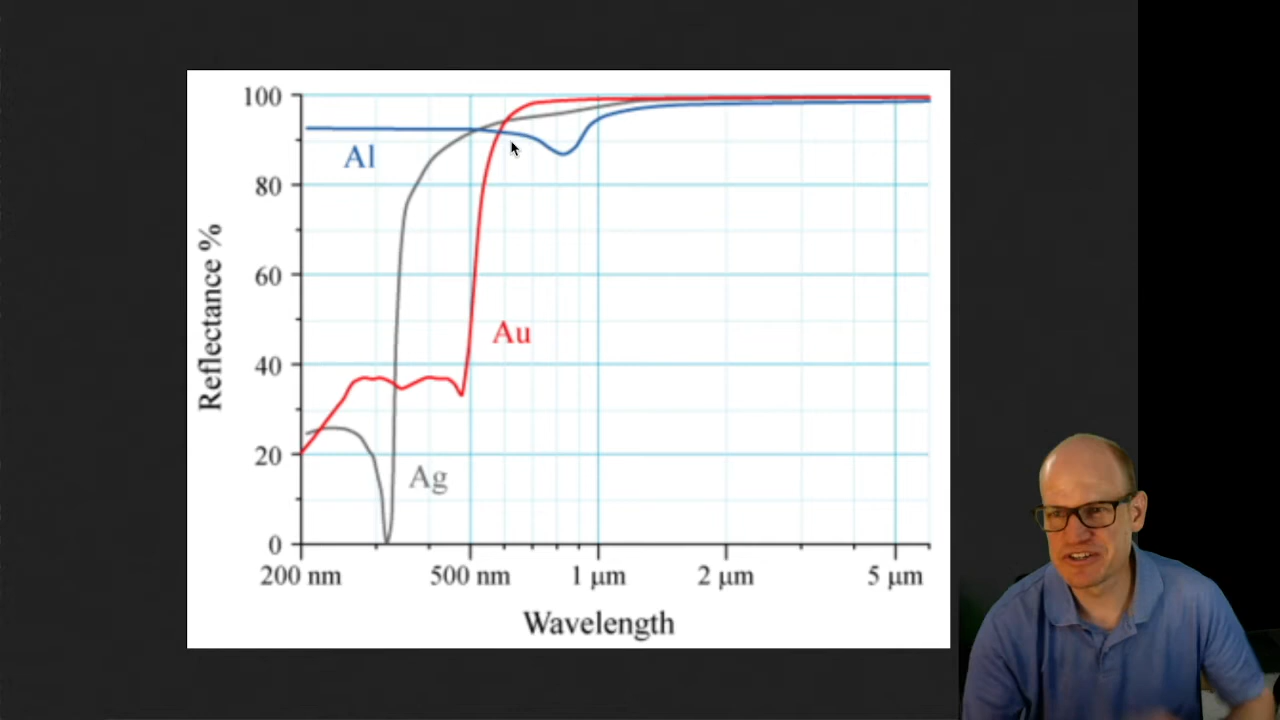 100
Al
80
60
Reflectance %
Au
40
20
Ag
0
200 nm 500 nm 1 μm 2 μm 5 μm
Wavelength